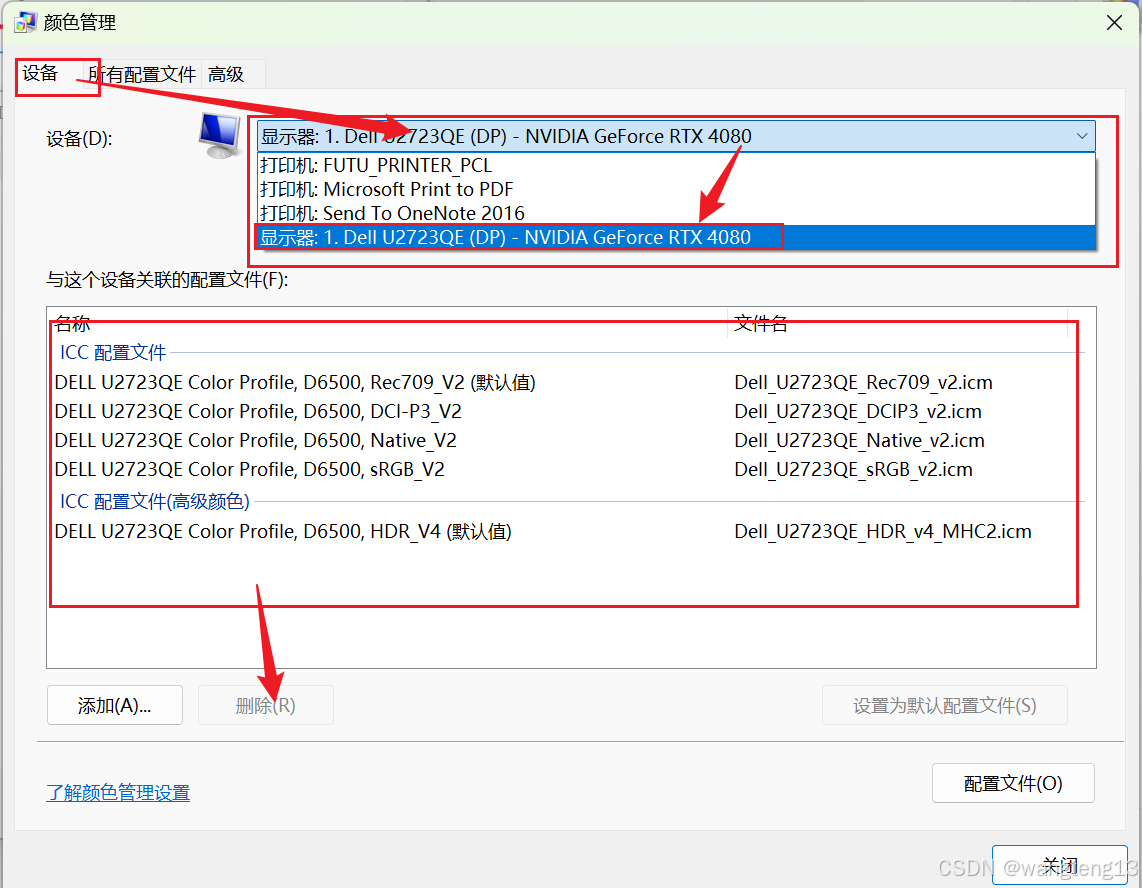 颜色管理
设备 所有配置文件 高级
设备(D):
显示器: 1. Dell U2723QE (DP) - NVIDIA GeForce RTX 4080
打印机: FUTU_PRINTER_PCL
打印机: Microsoft Print to PDF
打印机: Send To OneNote 2016
显示器: 1. Dell U2723QE (DP) - NVIDIA GeForce RTX 4080
与这个设备关联的配置文件(F):
名称 文件名
ICC 配置文件
DELL U2723QE Color Profile, D6500, Rec709_V2 (默认值) Dell_U2723QE_Rec709_v2.icm
DELL U2723QE Color Profile, D6500, DCI-P3_V2 Dell_U2723QE_DCIP3_v2.icm
DELL U2723QE Color Profile, D6500, Native_V2 Dell_U2723QE_Native_v2.icm
DELL U2723QE Color Profile, D6500, sRGB_V2 Dell_U2723QE_sRGB_v2.icm
ICC 配置文件(高级颜色)
DELL U2723QE Color Profile, D6500, HDR_V4 (默认值) Dell_U2723QE_HDR_v4_MHC2.icm
添加(A)... 删除(R) 设置为默认配置文件(S)
了解颜色管理设置 配置文件(O)
关闭
CSDN @wangteng13